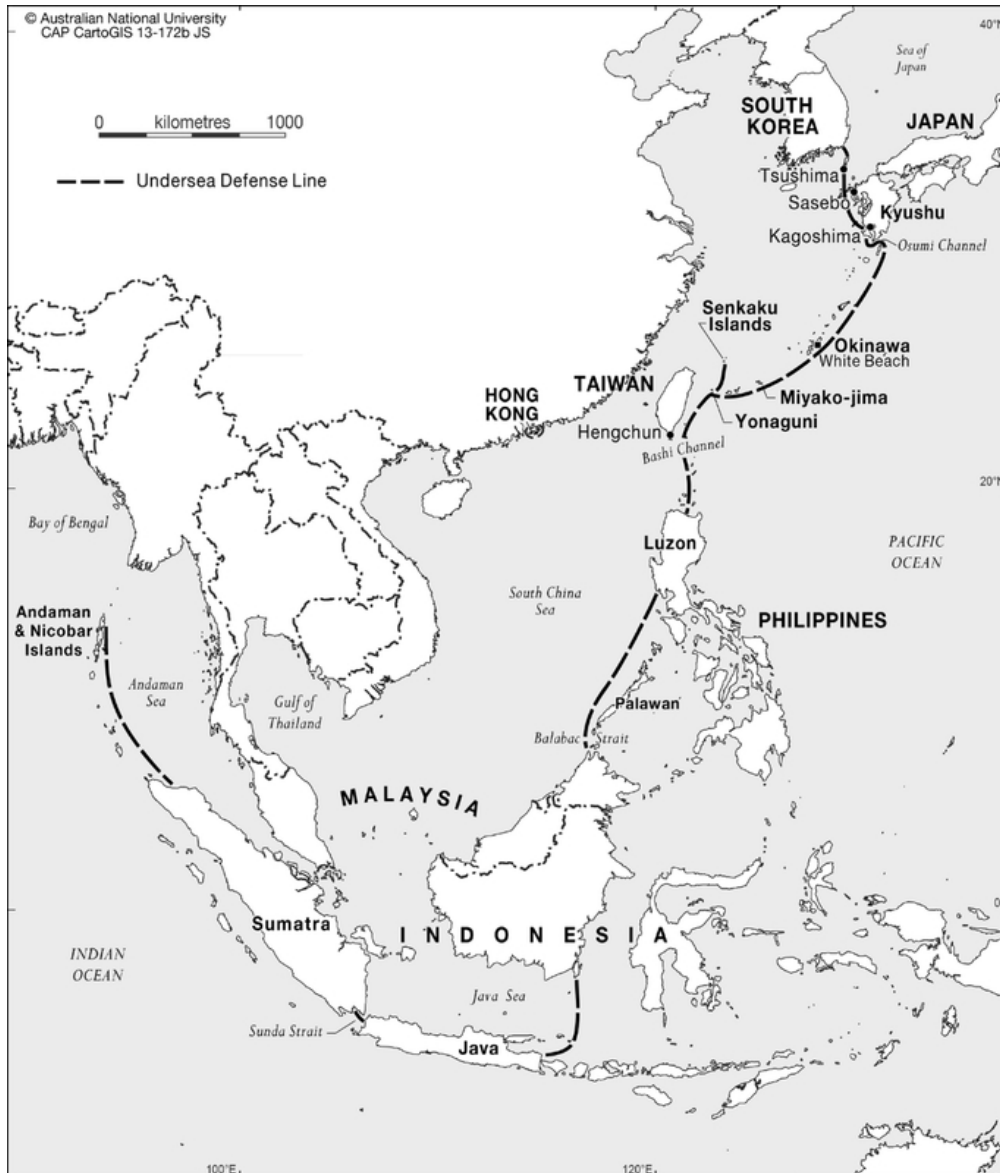 © Australian National University
CAP CartoGIS 13-172b JS
40°N
Sea of
Japan
0 kilometres 1000
SOUTH
KOREA
JAPAN
Undersea Defense Line
Tsushima
Sasebo
Kyushu
Kagoshima
Osumi Channel
Senkaku
Islands
Okinawa
White Beach
TAIWAN
HONG
KONG
Miyako-jima
Yonaguni
Hengchun
Bashi Channel
20°N
Bay of Bengal
Luzon
PACIFIC
OCEAN
South China
Sea
Andaman
& Nicobar
Islands
PHILIPPINES
Andaman
Sea
Gulf of
Thailand
Palawan
Balabac Strait
MALAYSIA
0
Sumatra
INDONESIA
INDIAN
OCEAN
Java Sea
Sunda Strait
Java
100°E
120°E